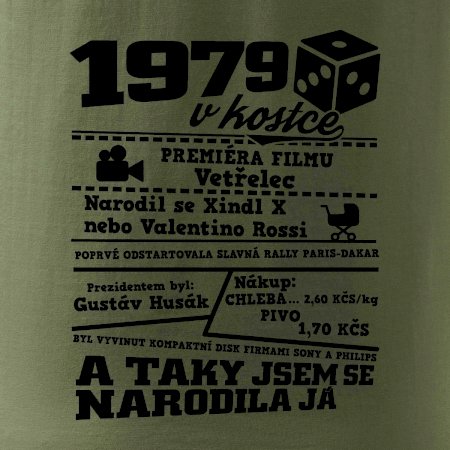 1979
v kostce
PREMIÉRA FILMU
Vetřelec
Narodil se Xindl X
nebo Valentino Rossi
POPRVÉ ODSTARTOVALA SLAVNÁ RALLY PARIS-DAKAR
Prezidentem byl:
Gustáv Husák
Nákup:
CHLEBA... 2,60 KČS/kg
PIVO
1,70 KČS
BYL VYVINUT KOMPAKTNÍ DISK FIRMAMI SONY A PHILIPS
A TAKY JSEM SE
NARODILA JÁ